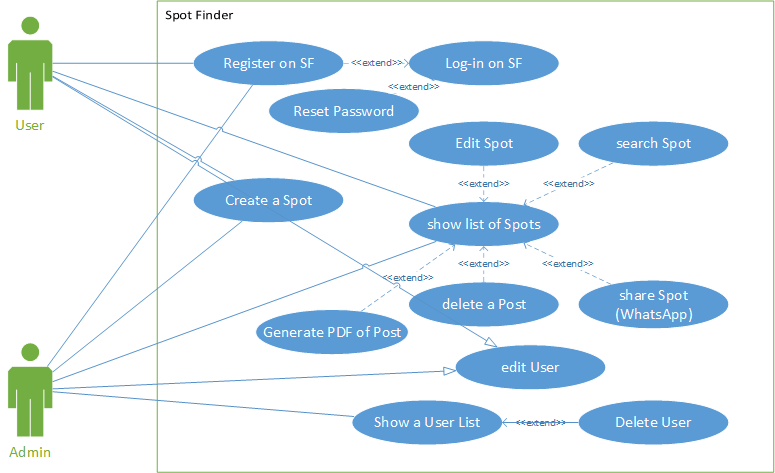 Spot Finder
User
Register on SF
<<extend>>
Log-in on SF
<<extend>>
Reset Password
Edit Spot
search Spot
<<extend>>
<<extend>>
Create a Spot
show list of Spots
<<extend>>
<<extend>>
<<extend>>
delete a Post
share Spot
(WhatsApp)
Generate PDF of Post
edit User
Show a User List
<<extend>>
Delete User
Admin